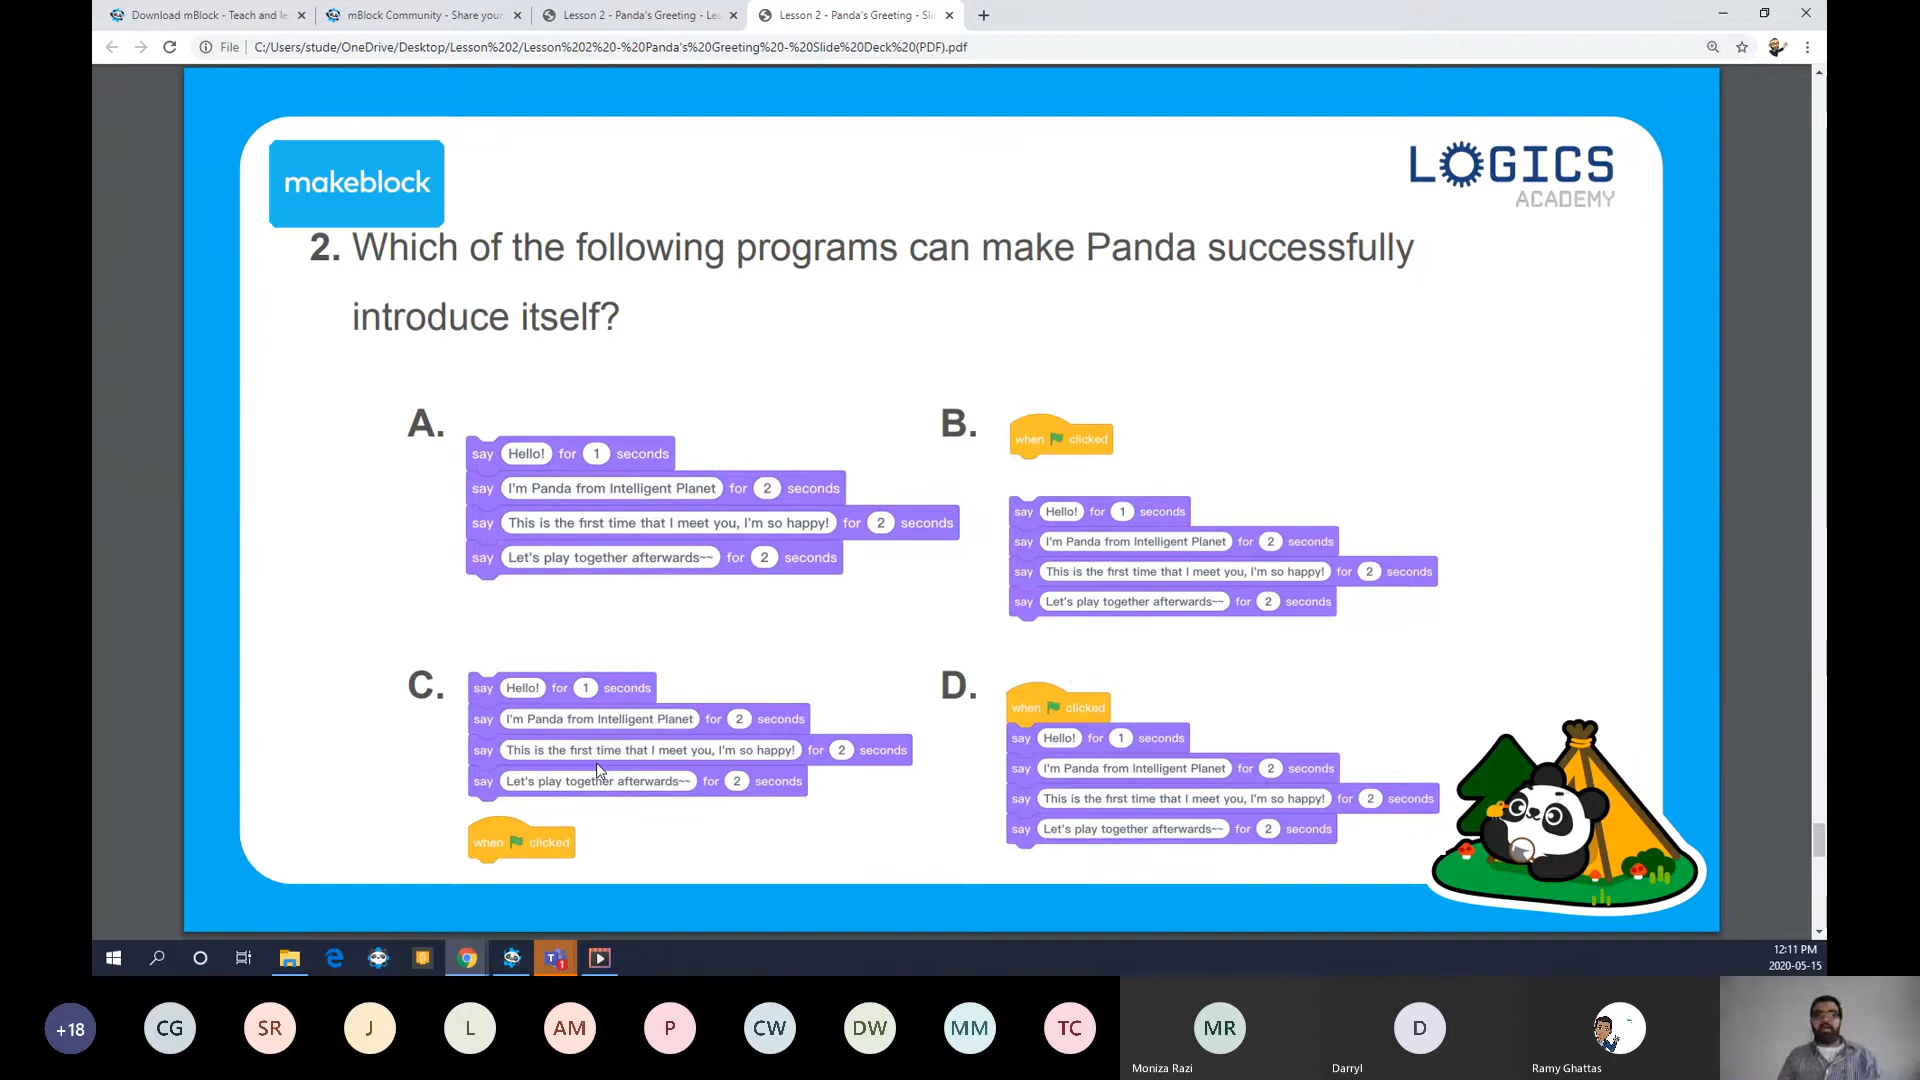 Download mBlock - Teach and le
mBlock Community - Share your
Lesson 2 - Panda's Greeting - Le
Lesson 2 - Panda's Greeting - Sli
File C:/Users/stude/OneDrive/Desktop/Lesson%202/Lesson%202%20-%20Panda's%20Greeting%20-%20Slide%20Deck%20(PDF).pdf
makeblock
LOGICS
ACADEMY
2. Which of the following programs can make Panda successfully
introduce itself?
A.
say Hello! for 1 seconds
say I'm Panda from Intelligent Planet for 2 seconds
say This is the first time that I meet you, I'm so happy! for 2 seconds
say Let's play together afterwards~~ for 2 seconds
B.
when clicked
say Hello! for 1 seconds
say I'm Panda from Intelligent Planet for 2 seconds
say This is the first time that I meet you, I'm so happy! for 2 seconds
say Let's play together afterwards~~ for 2 seconds
C.
say Hello! for 1 seconds
say I'm Panda from Intelligent Planet for 2 seconds
say This is the first time that I meet you, I'm so happy! for 2 seconds
say Let's play together afterwards~~ for 2 seconds
when clicked
D.
when clicked
say Hello! for 1 seconds
say I'm Panda from Intelligent Planet for 2 seconds
say This is the first time that I meet you, I'm so happy! for 2 seconds
say Let's play together afterwards~~ for 2 seconds
12:11 PM
2020-05-15
+18 CG SR J L AM P CW DW MM TC MR D
Moniza Razi Darryl Ramy Ghattas